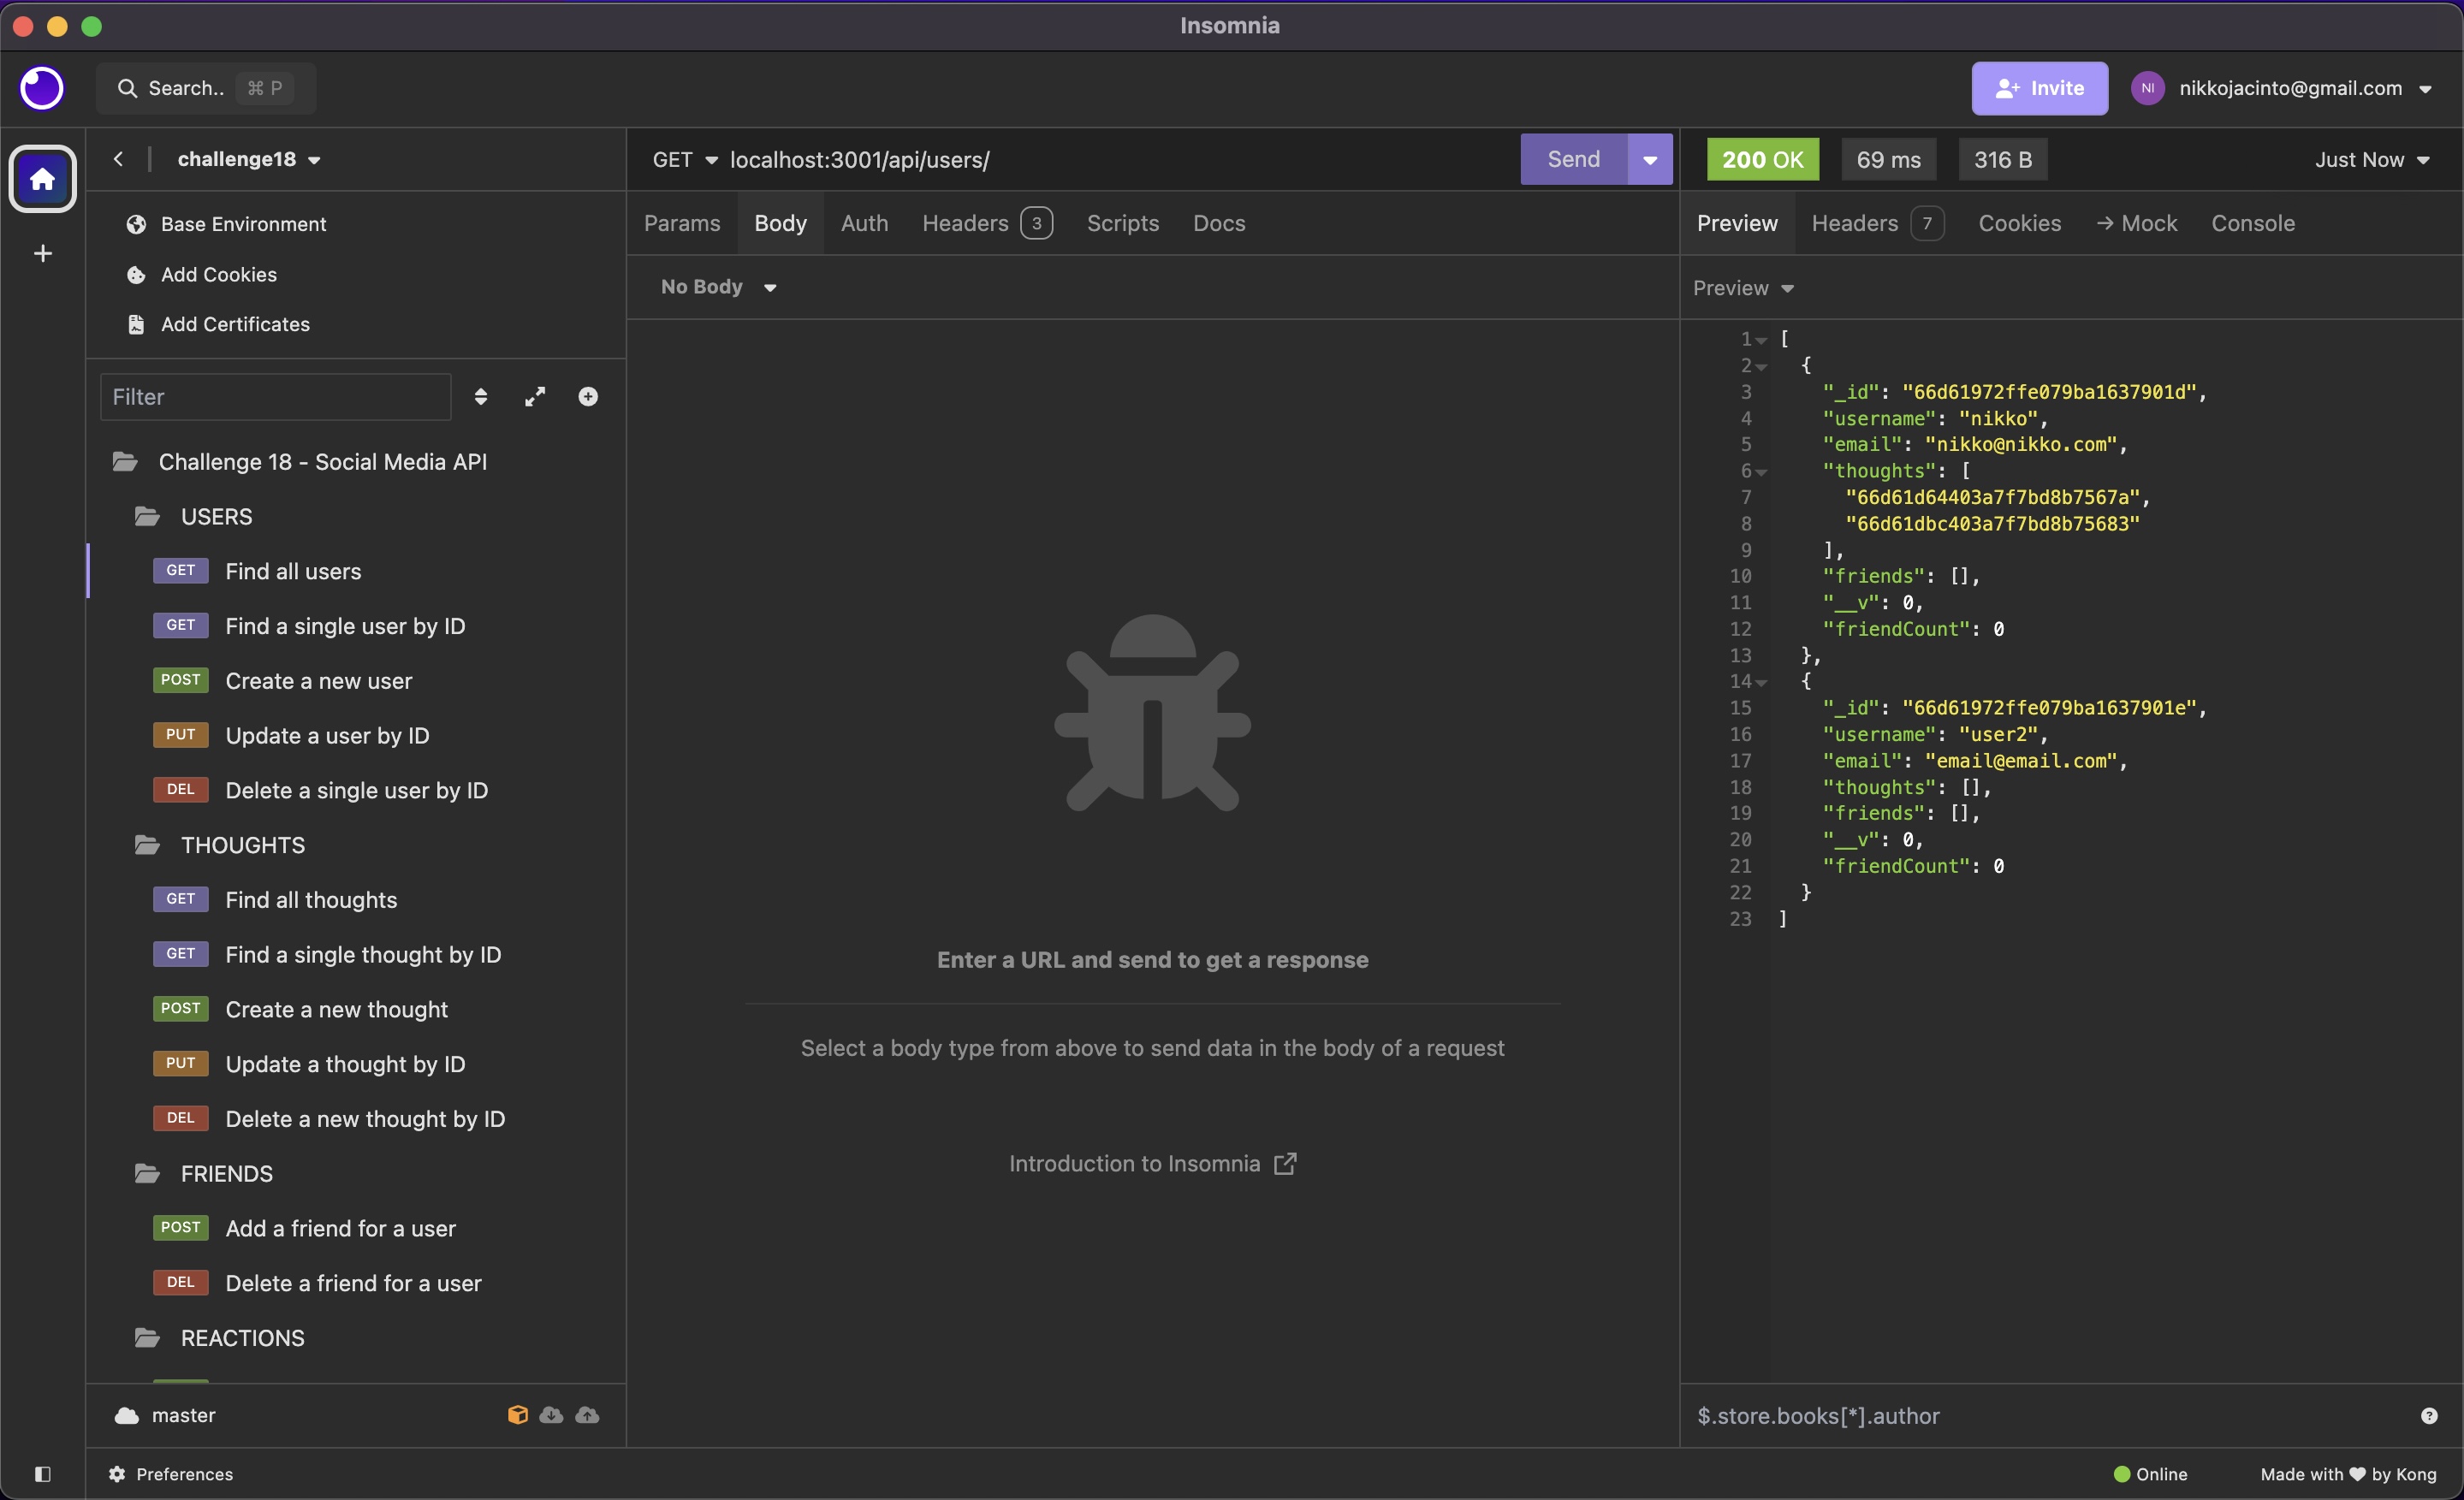 Insomnia
Search.. ⌘ P
Invite
NI nikkojacinto@gmail.com
challenge18
Base Environment
Add Cookies
Add Certificates
Filter
Challenge 18 - Social Media API
USERS
GET Find all users
GET Find a single user by ID
POST Create a new user
PUT Update a user by ID
DEL Delete a single user by ID
THOUGHTS
GET Find all thoughts
GET Find a single thought by ID
POST Create a new thought
PUT Update a thought by ID
DEL Delete a new thought by ID
FRIENDS
POST Add a friend for a user
DEL Delete a friend for a user
REACTIONS
master
GET localhost:3001/api/users/ Send
Params Body Auth Headers 3 Scripts Docs
No Body
Enter a URL and send to get a response
Select a body type from above to send data in the body of a request
Introduction to Insomnia
200 OK 69 ms 316 B Just Now
Preview Headers 7 Cookies → Mock Console
Preview
1 [
2 {
3 "_id": "66d61972ffe079ba1637901d",
4 "username": "nikko",
5 "email": "nikko@nikko.com",
6 "thoughts": [
7 "66d61d64403a7f7bd8b7567a",
8 "66d61dbc403a7f7bd8b75683"
9 ],
10 "friends": [],
11 "__v": 0,
12 "friendCount": 0
13 },
14 {
15 "_id": "66d61972ffe079ba1637901e",
16 "username": "user2",
17 "email": "email@email.com",
18 "thoughts": [],
19 "friends": [],
20 "__v": 0,
21 "friendCount": 0
22 }
23 ]
$.store.books[*].author
Preferences
Online
Made with ♥ by Kong